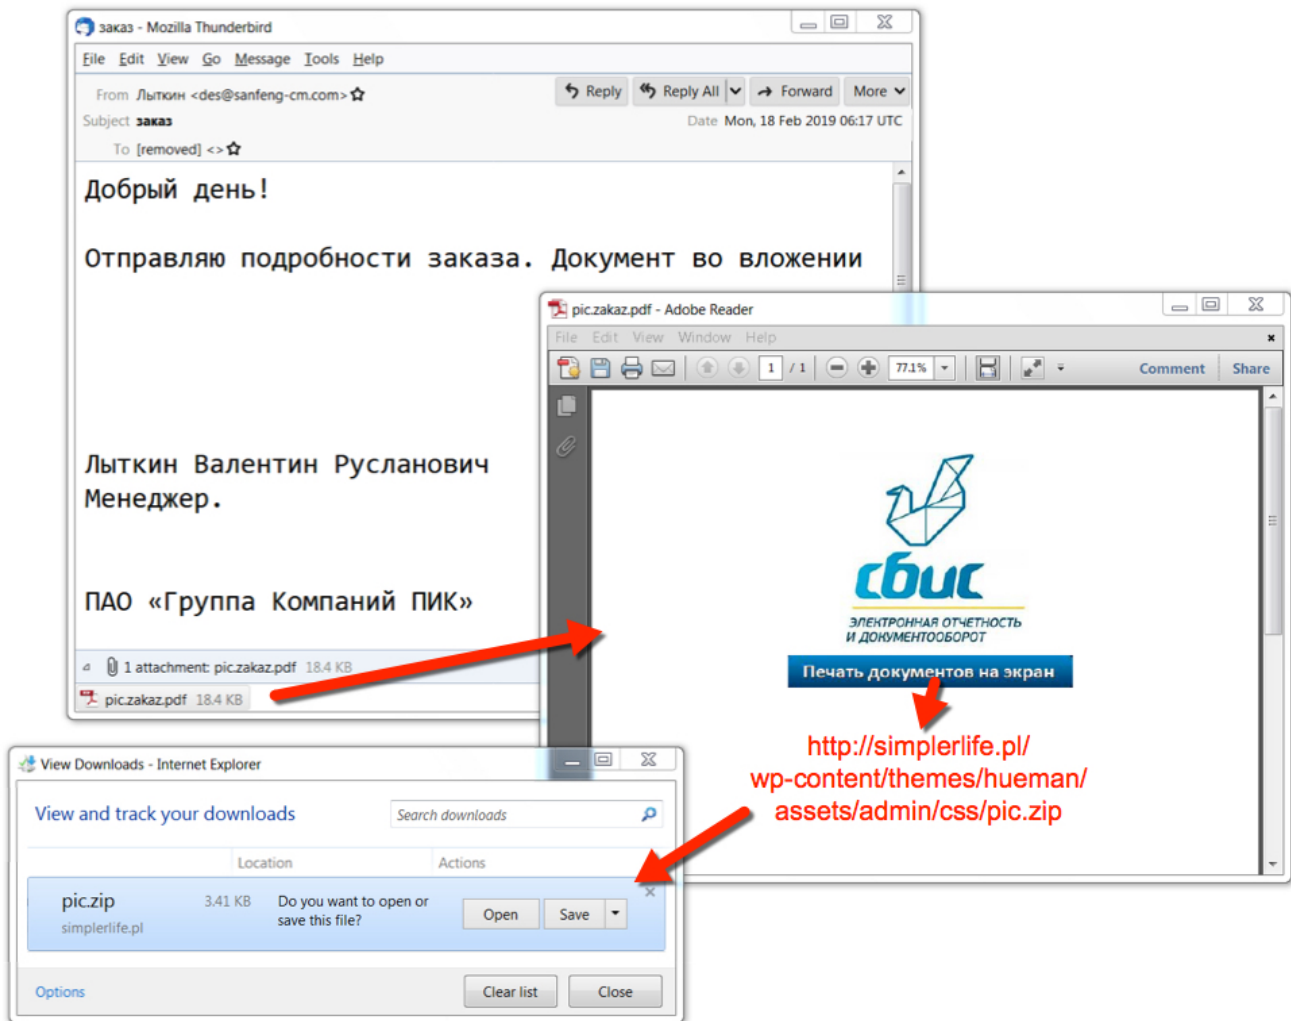 заказ - Mozilla Thunderbird
File Edit View Go Message Tools Help
From Лыткин <des@sanfeng-cm.com>
Reply Reply All Forward More
Subject заказ
Date Mon, 18 Feb 2019 06:17 UTC
To [removed] <>
Добрый день!
Отправляю подробности заказа. Документ во вложении
Лыткин Валентин Русланович
Менеджер.
ПАО «Группа Компаний ПИК»
1 attachment: pic.zakaz.pdf 18.4 KB
pic.zakaz.pdf 18.4 KB
pic.zakaz.pdf - Adobe Reader
File Edit View Window Help
1 / 1 77.1% Comment Share
сбис
ЭЛЕКТРОННАЯ ОТЧЕТНОСТЬ
И ДОКУМЕНТООБОРОТ
Печать документов на экран
http://simplerlife.pl/
wp-content/themes/hueman/
assets/admin/css/pic.zip
View Downloads - Internet Explorer
View and track your downloads
Search downloads
Location Actions
pic.zip 3.41 KB Do you want to open or
save this file?
simplerlife.pl
Open Save
Options
Clear list Close